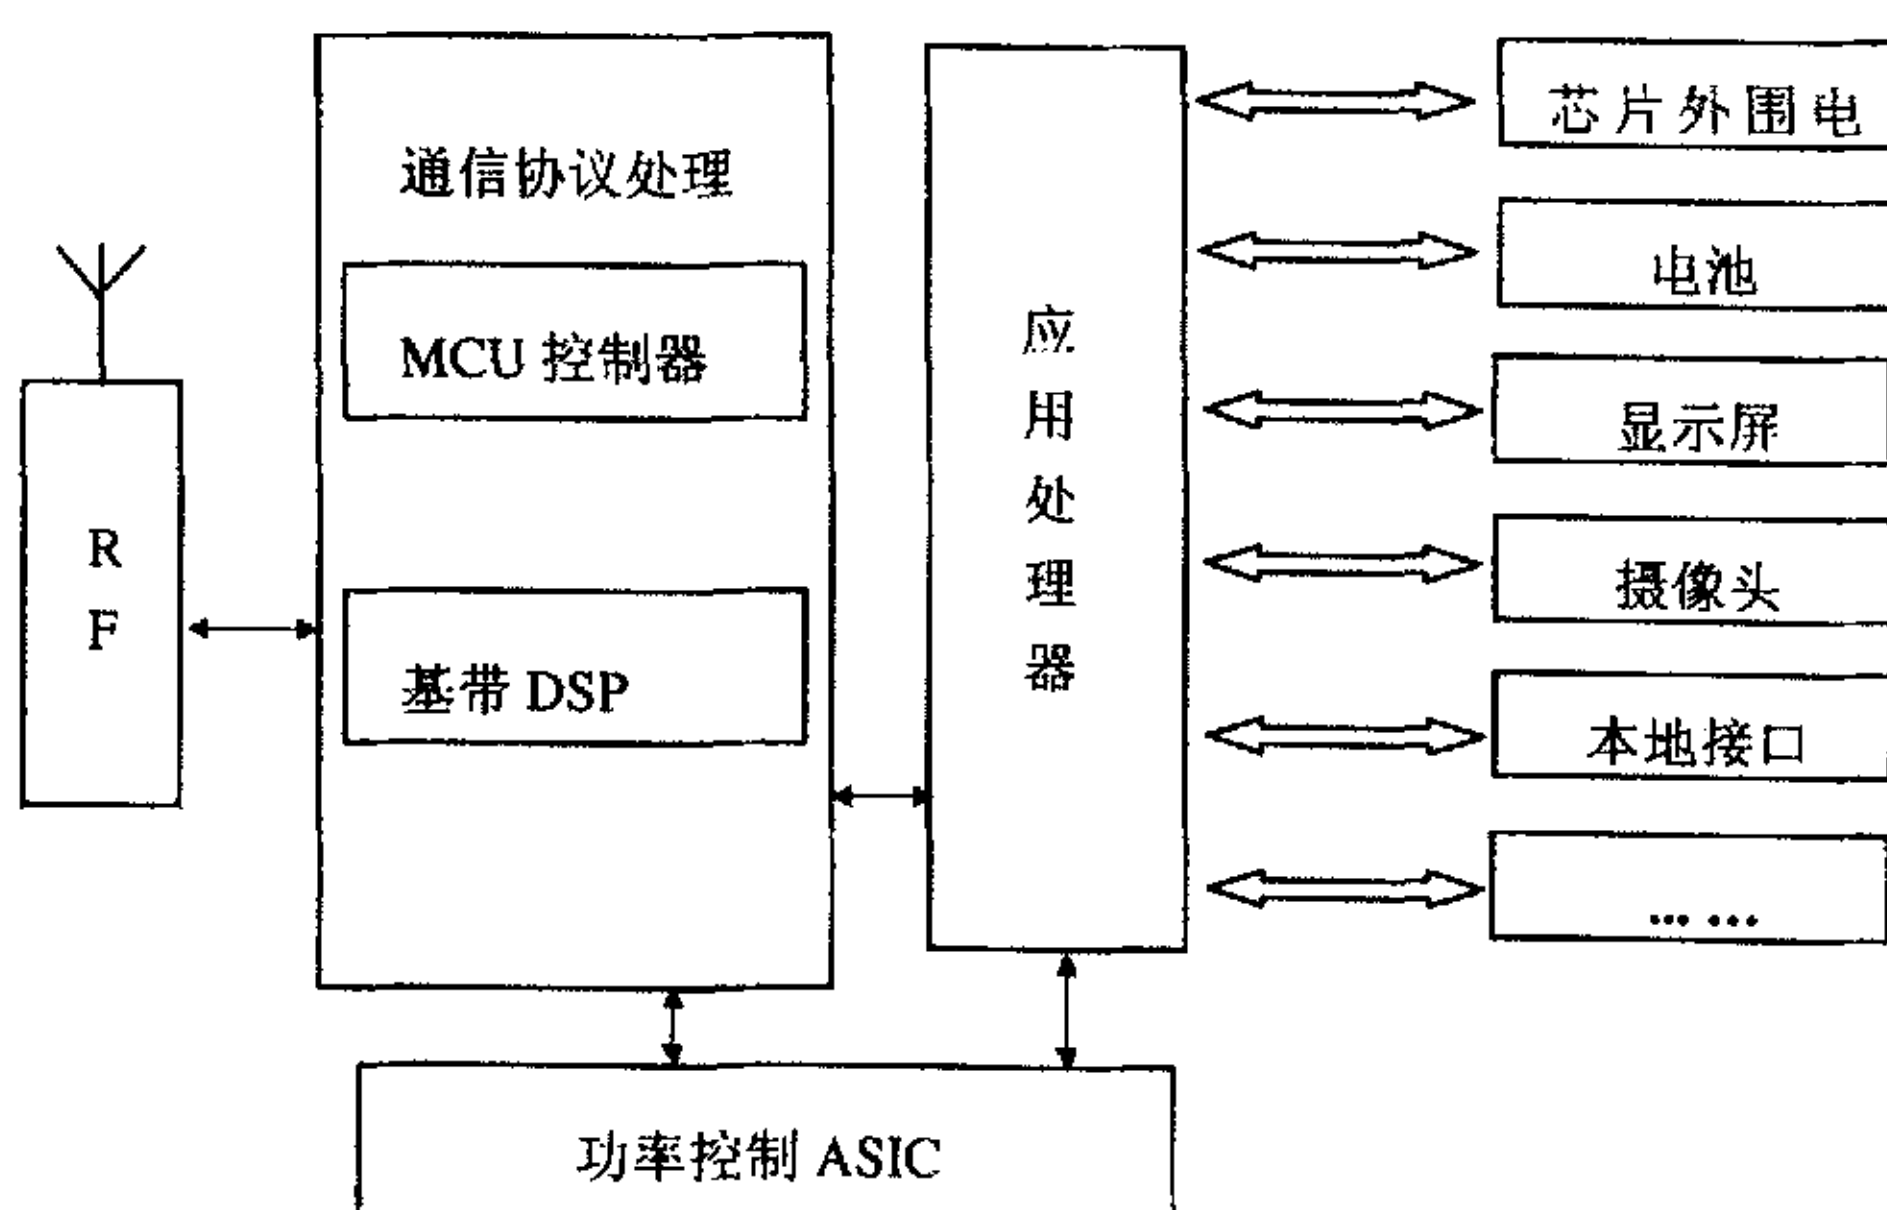 通信协议处理
MCU 控制器
基带 DSP
R
F
应
用
处
理
器
芯片外围电
电池
显示屏
摄像头
本地接口
... ...
功率控制 ASIC